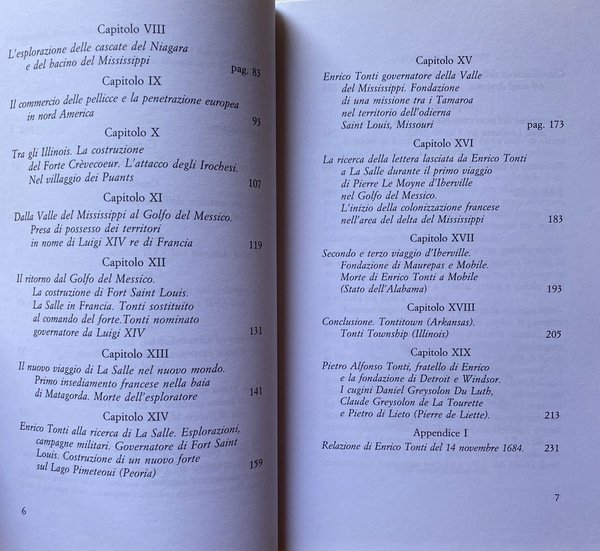 Capitolo VIII
L'esplorazione delle cascate del Niagara
e del bacino del Mississippi pag. 83
Capitolo IX
Il commercio delle pellicce e la penetrazione europea
in nord America 93
Capitolo X
Tra gli Illinois. La costruzione
del Forte Crèvecoeur. L'attacco degli Irochesi.
Nel villaggio dei Puants 107
Capitolo XI
Dalla Valle del Mississippi al Golfo del Messico.
Presa di possesso dei territori
in nome di Luigi XIV re di Francia 119
Capitolo XII
Il ritorno dal Golfo del Messico.
La costruzione di Fort Saint Louis.
La Salle in Francia. Tonti sostituito
al comando del forte. Tonti nominato
governatore da Luigi XIV 131
Capitolo XIII
Il nuovo viaggio di La Salle nel nuovo mondo.
Primo insediamento francese nella baia
di Matagorda. Morte dell'esploratore 141
Capitolo XIV
Enrico Tonti alla ricerca di La Salle. Esplorazioni,
campagne militari. Governatore di Fort Saint
Louis. Costruzione di un nuovo forte
sul Lago Pimeteoui (Peoria) 159
6
Capitolo XV
Enrico Tonti governatore della Valle
del Mississippi. Fondazione
di una missione tra i Tamaroa
nel territorio dell'odierna
Saint Louis, Missouri pag. 173
Capitolo XVI
La ricerca della lettera lasciata da Enrico Tonti
a La Salle durante il primo viaggio
di Pierre Le Moyne d'Iberville
nel Golfo del Messico.
L'inizio della colonizzazione francese
nell'area del delta del Mississippi 183
Capitolo XVII
Secondo e terzo viaggio d'Iberville.
Fondazione di Maurepas e Mobile.
Morte di Enrico Tonti a Mobile
(Stato dell'Alabama) 193
Capitolo XVIII
Conclusione. Tontitown (Arkansas).
Tonti Township (Illinois) 205
Capitolo XIX
Pietro Alfonso Tonti, fratello di Enrico
e la fondazione di Detroit e Windsor.
I cugini Daniel Greysolon Du Luth,
Claude Greysolon de La Tourette
e Pietro di Lieto (Pierre de Liette). 213
Appendice I
Relazione di Enrico Tonti del 14 novembre 1684. 231
7